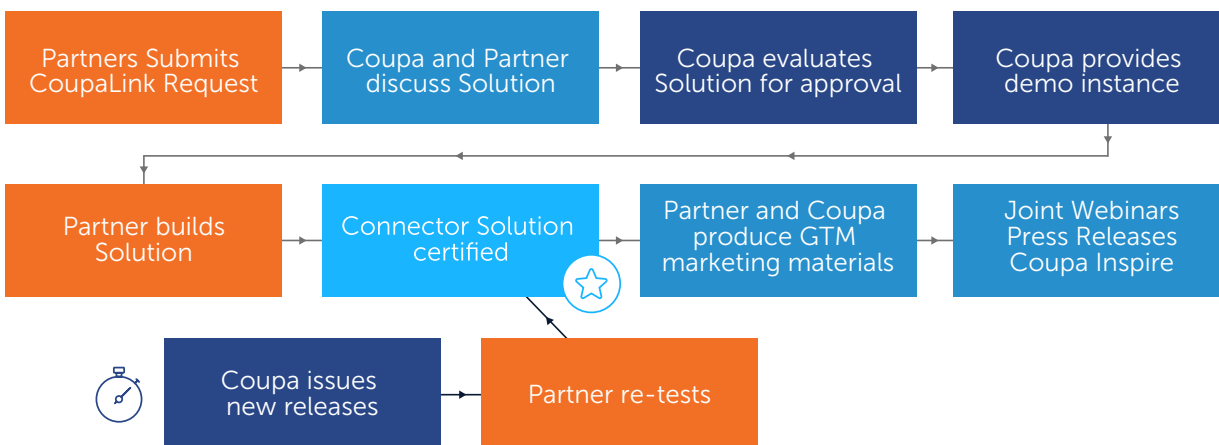 Partners Submits
CoupaLink Request
Coupa and Partner
discuss Solution
Coupa evaluates
Solution for approval
Coupa provides
demo instance
Partner builds
Solution
Connector Solution
certified
Partner and Coupa
produce GTM
marketing materials
Joint Webinars
Press Releases
Coupa Inspire
Coupa issues
new releases
Partner re-tests